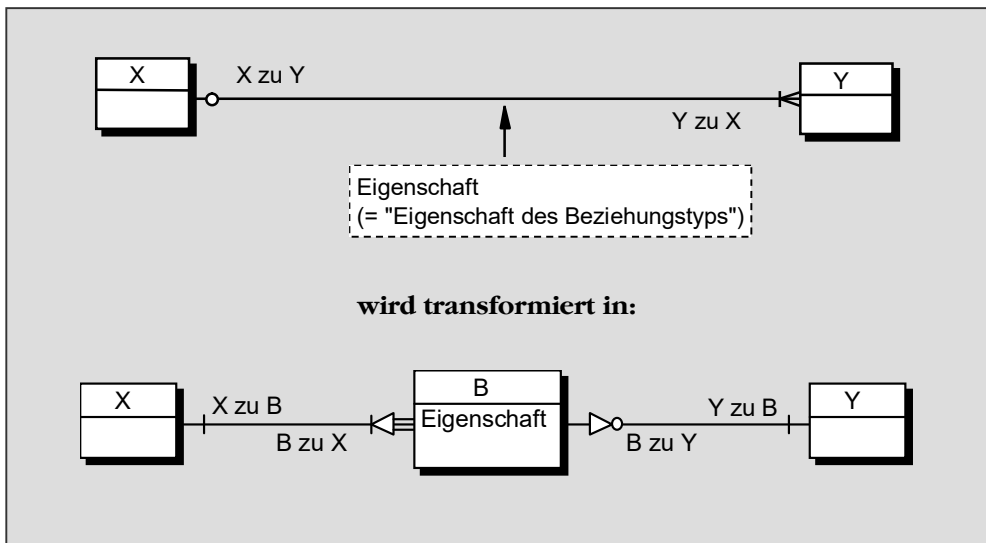 X
X zu Y
Y
Y zu X
Eigenschaft
(= "Eigenschaft des Beziehungstyps")
wird transformiert in:
X
X zu B
B zu X
B
Eigenschaft
Y zu B
B zu Y
Y